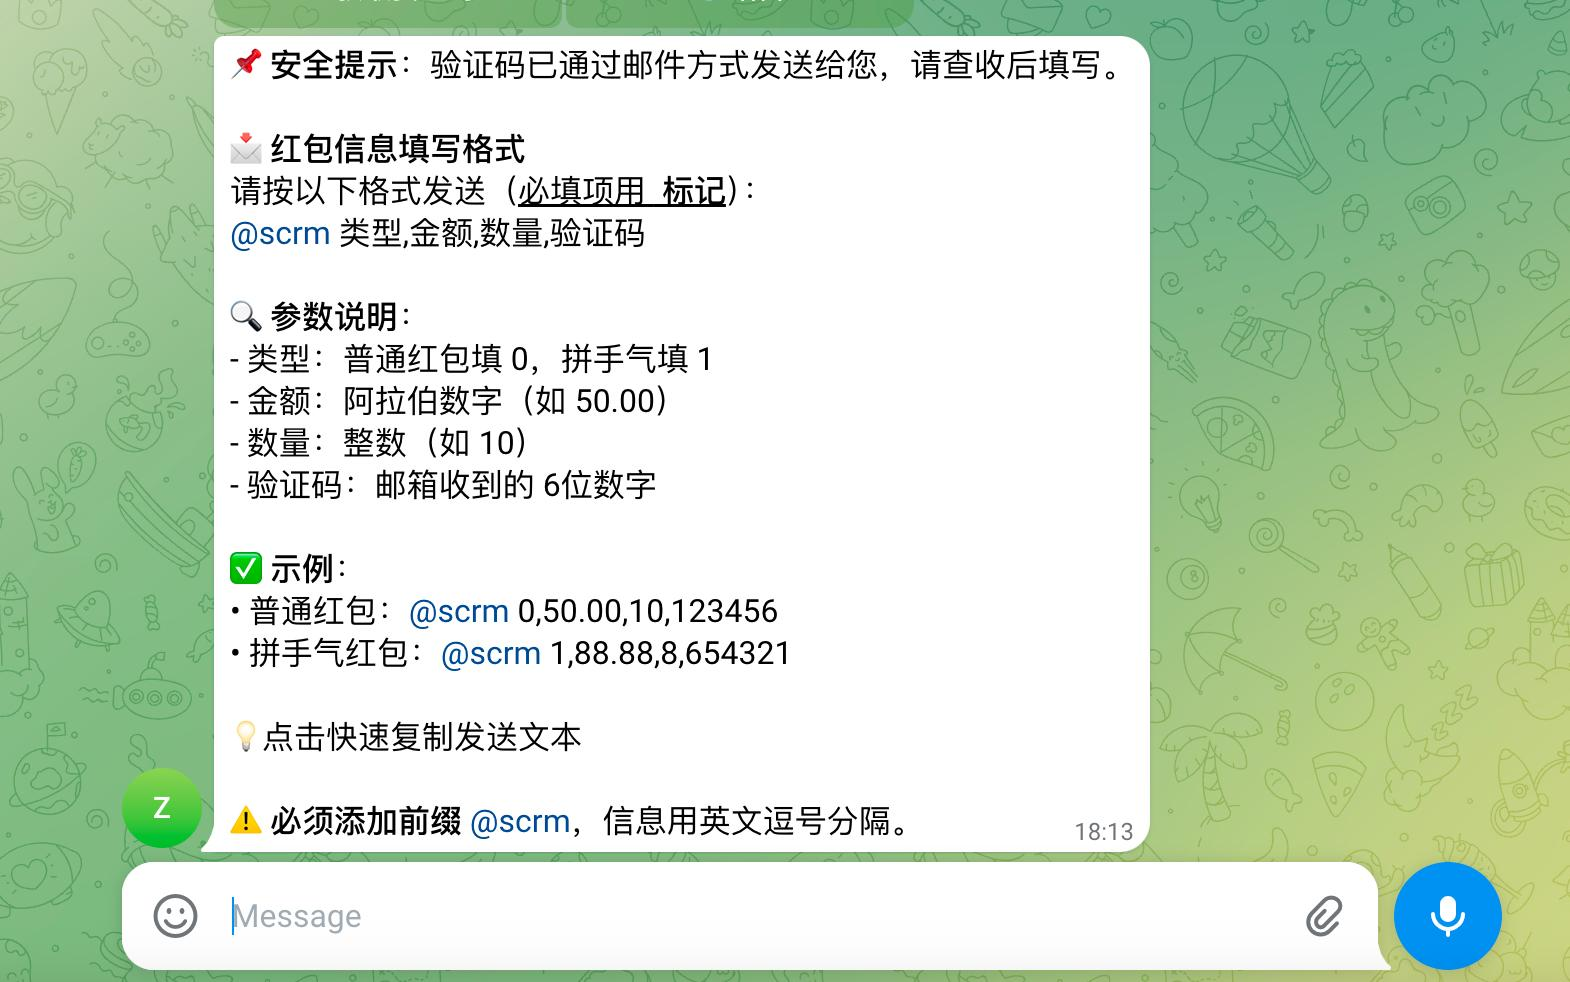 📌 安全提示：验证码已通过邮件方式发送给您，请查收后填写。
📩 红包信息填写格式
请按以下格式发送（必填项用 标记）：
@scrm 类型,金额,数量,验证码
🔍 参数说明：
- 类型：普通红包填 0，拼手气填 1
- 金额：阿拉伯数字（如 50.00）
- 数量：整数（如 10）
- 验证码：邮箱收到的 6位数字
✅ 示例：
• 普通红包：@scrm 0,50.00,10,123456
• 拼手气红包：@scrm 1,88.88,8,654321
💡点击快速复制发送文本
Z
⚠️ 必须添加前缀 @scrm，信息用英文逗号分隔。
18:13
Message